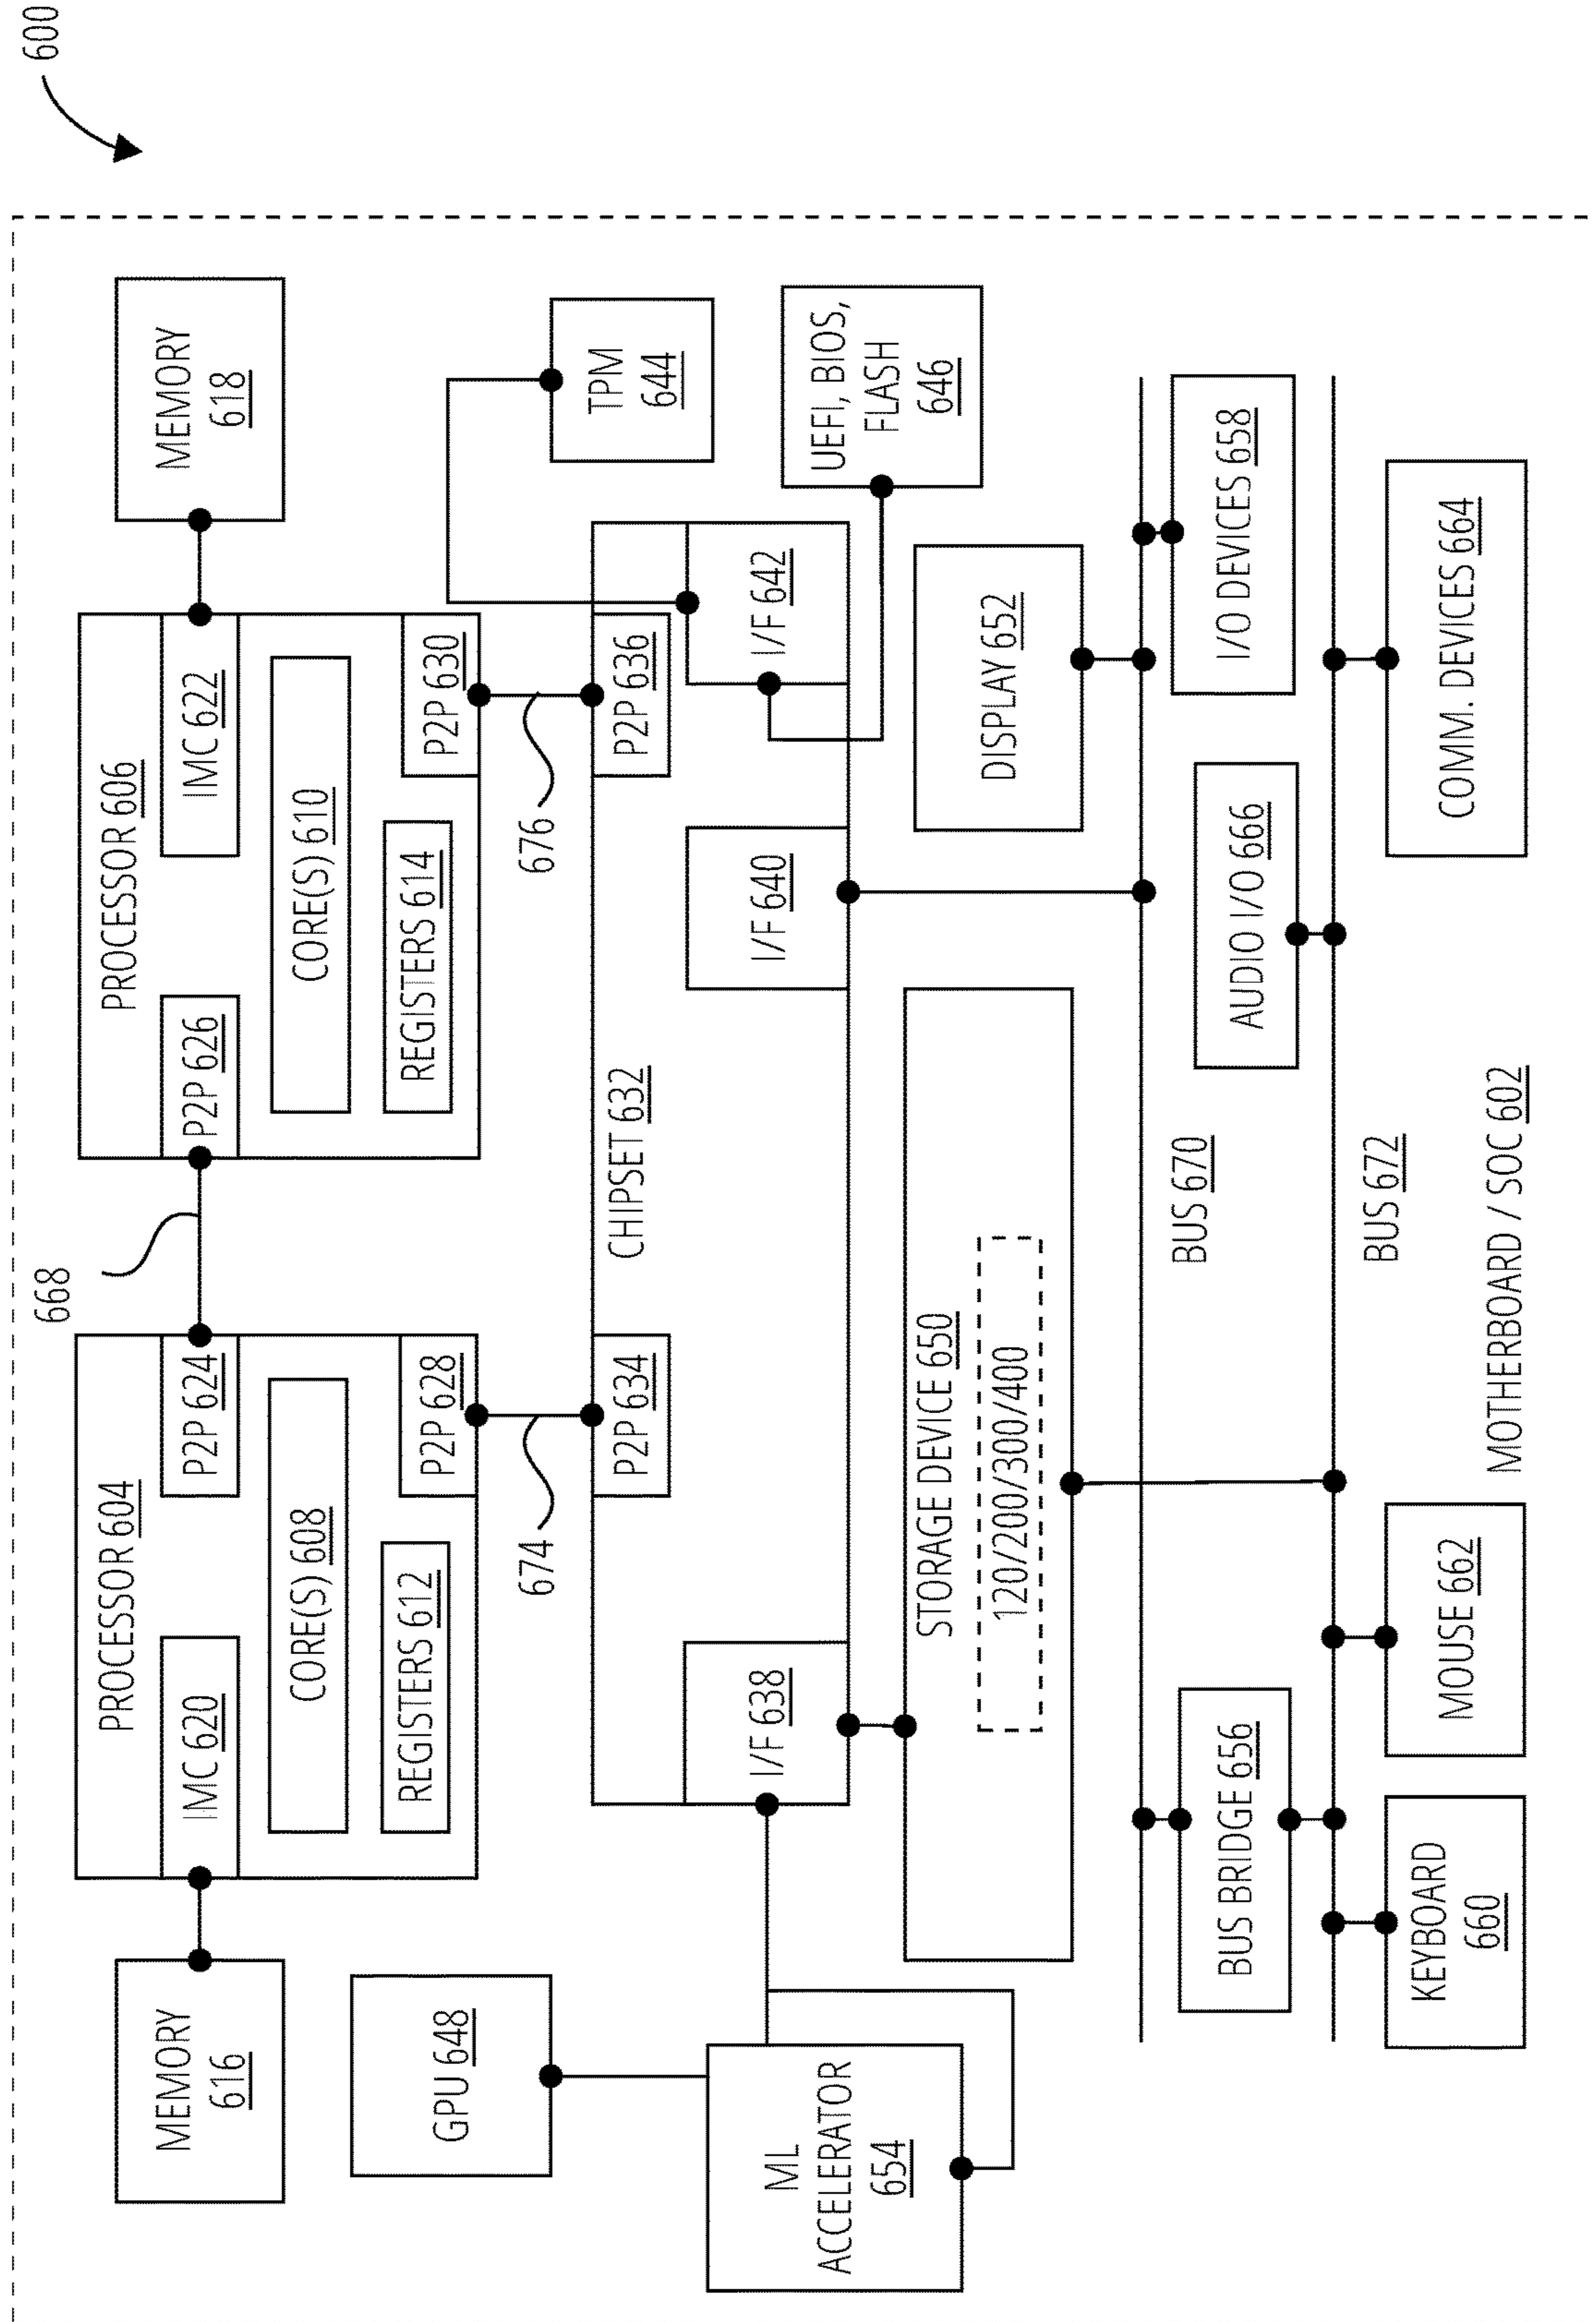 600
668
MEMORY
616
PROCESSOR 604
IMC 620
P2P 624
CORE(S) 608
REGISTERS 612
P2P 628
PROCESSOR 606
P2P 626
IMC 622
CORE(S) 610
REGISTERS 614
P2P 630
MEMORY
618
GPU 648
674
676
TPM
644
P2P 634
CHIPSET 632
P2P 636
ML
ACCELERATOR
654
I/F 638
I/F 640
I/F 642
UEFI, BIOS,
FLASH
646
STORAGE DEVICE 650
120/200/300/400
DISPLAY 652
BUS 670
BUS BRIDGE 656
AUDIO I/O 666
I/O DEVICES 658
BUS 672
KEYBOARD
660
MOUSE 662
COMM. DEVICES 664
MOTHERBOARD / SOC 602